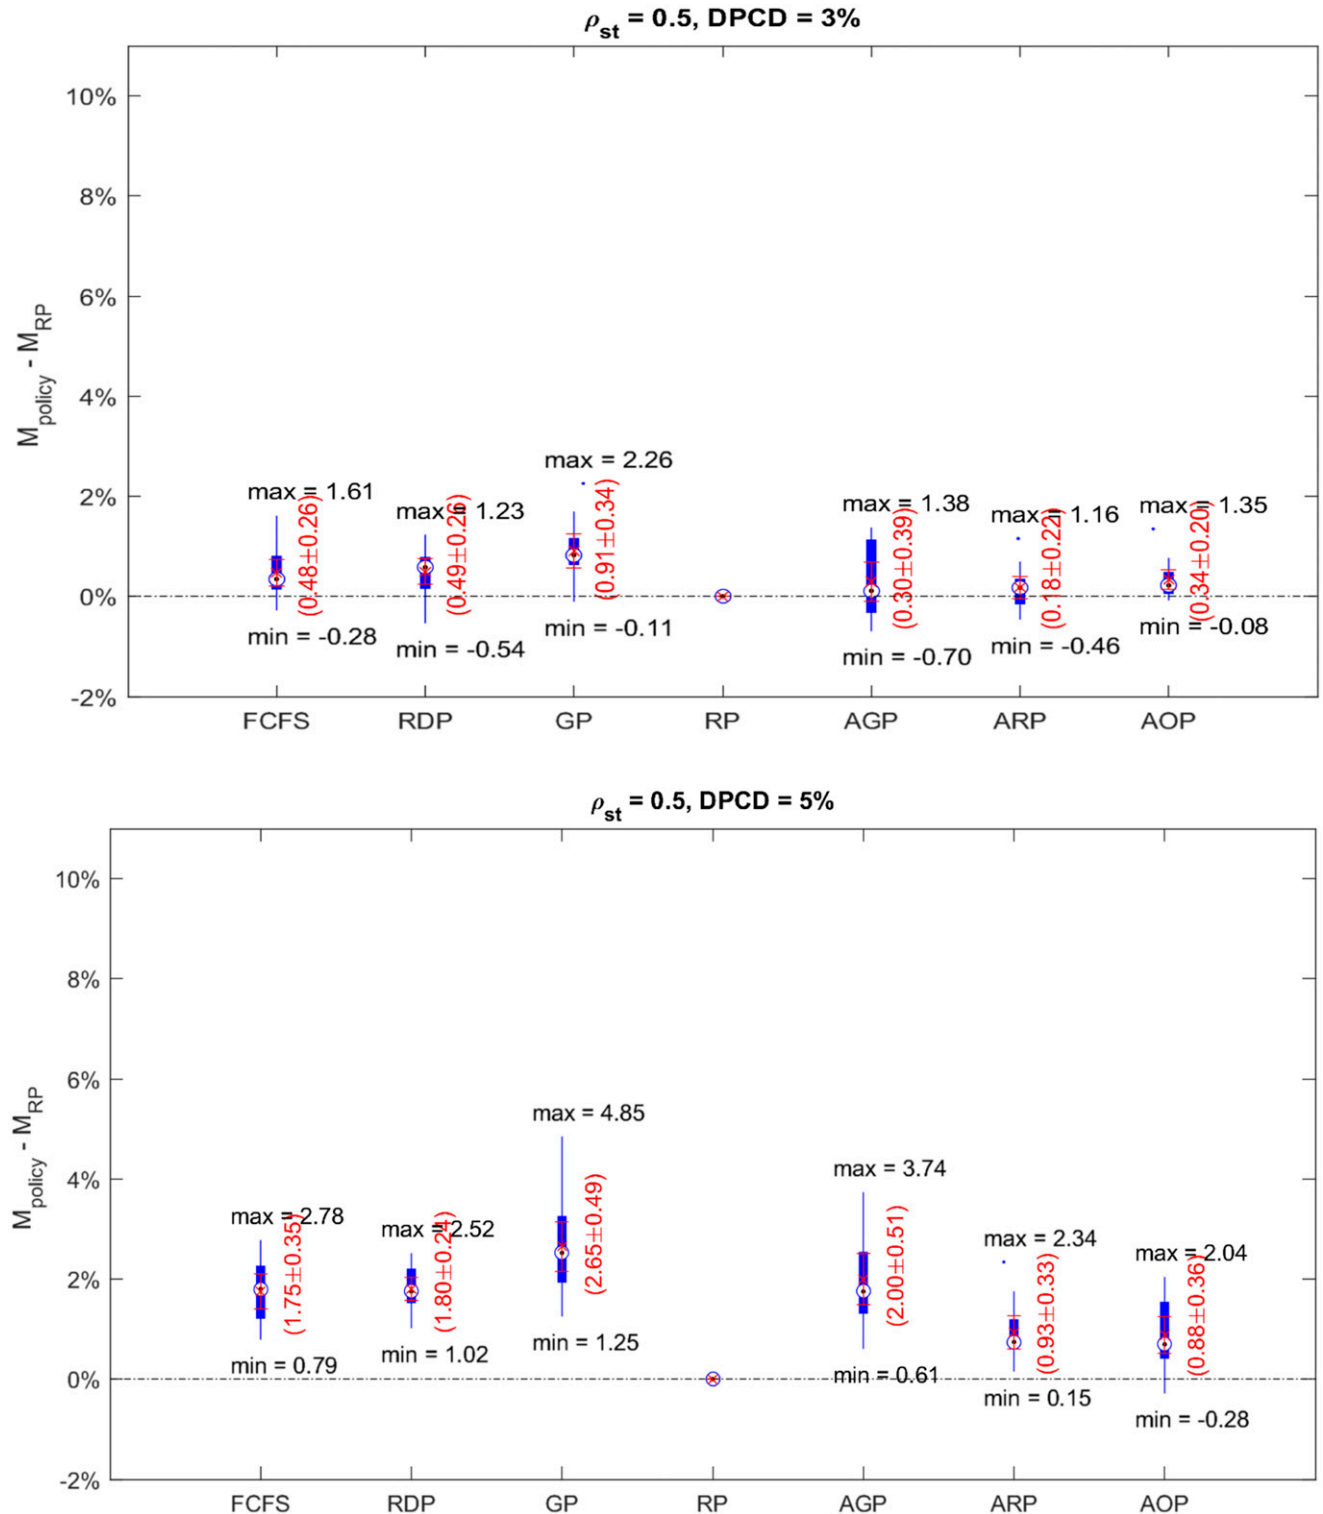 ρst = 0.5, DPCD = 3%
10%
8%
6%
4%
2%
0%
-2%
Mpolicy - MRP
max = 1.61
(0.48±0.26)
min = -0.28
max = 1.23
(0.49±0.26)
min = -0.54
max = 2.26
(0.91±0.34)
min = -0.11
max = 1.38
(0.30±0.39)
min = -0.70
max = 1.16
(0.18±0.22)
min = -0.46
max = 1.35
(0.34±0.20)
min = -0.08
FCFS RDP GP RP AGP ARP AOP
ρst = 0.5, DPCD = 5%
10%
8%
6%
4%
2%
0%
-2%
Mpolicy - MRP
max = 2.78
(1.75±0.35)
min = 0.79
max = 2.52
(1.80±0.24)
min = 1.02
max = 4.85
(2.65±0.49)
min = 1.25
max = 3.74
(2.00±0.51)
min = 0.61
max = 2.34
(0.93±0.33)
min = 0.15
max = 2.04
(0.88±0.36)
min = -0.28
FCFS RDP GP RP AGP ARP AOP